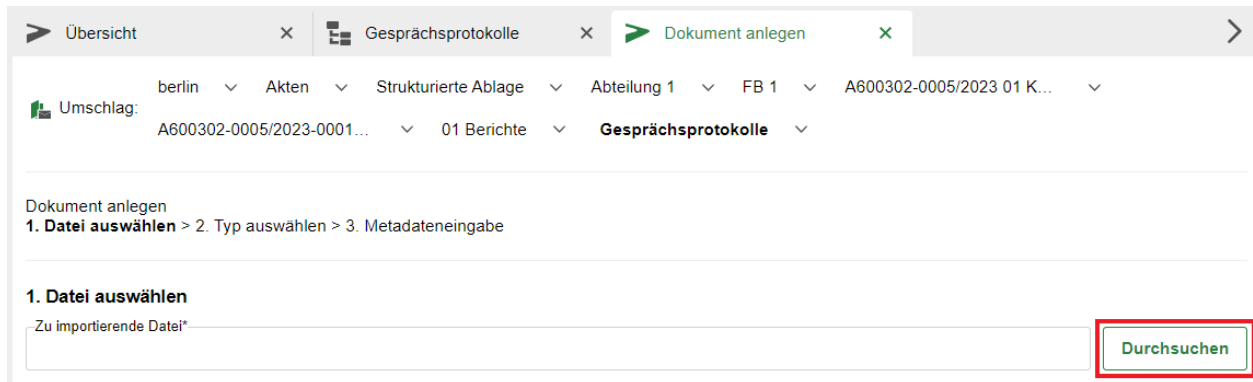 Übersicht Gesprächsprotokolle Dokument anlegen
berlin Akten Strukturierte Ablage Abteilung 1 FB 1 A600302-0005/2023 01 K...
Umschlag:
A600302-0005/2023-0001... 01 Berichte Gesprächsprotokolle
Dokument anlegen
1. Datei auswählen > 2. Typ auswählen > 3. Metadateneingabe
1. Datei auswählen
Zu importierende Datei*
Durchsuchen